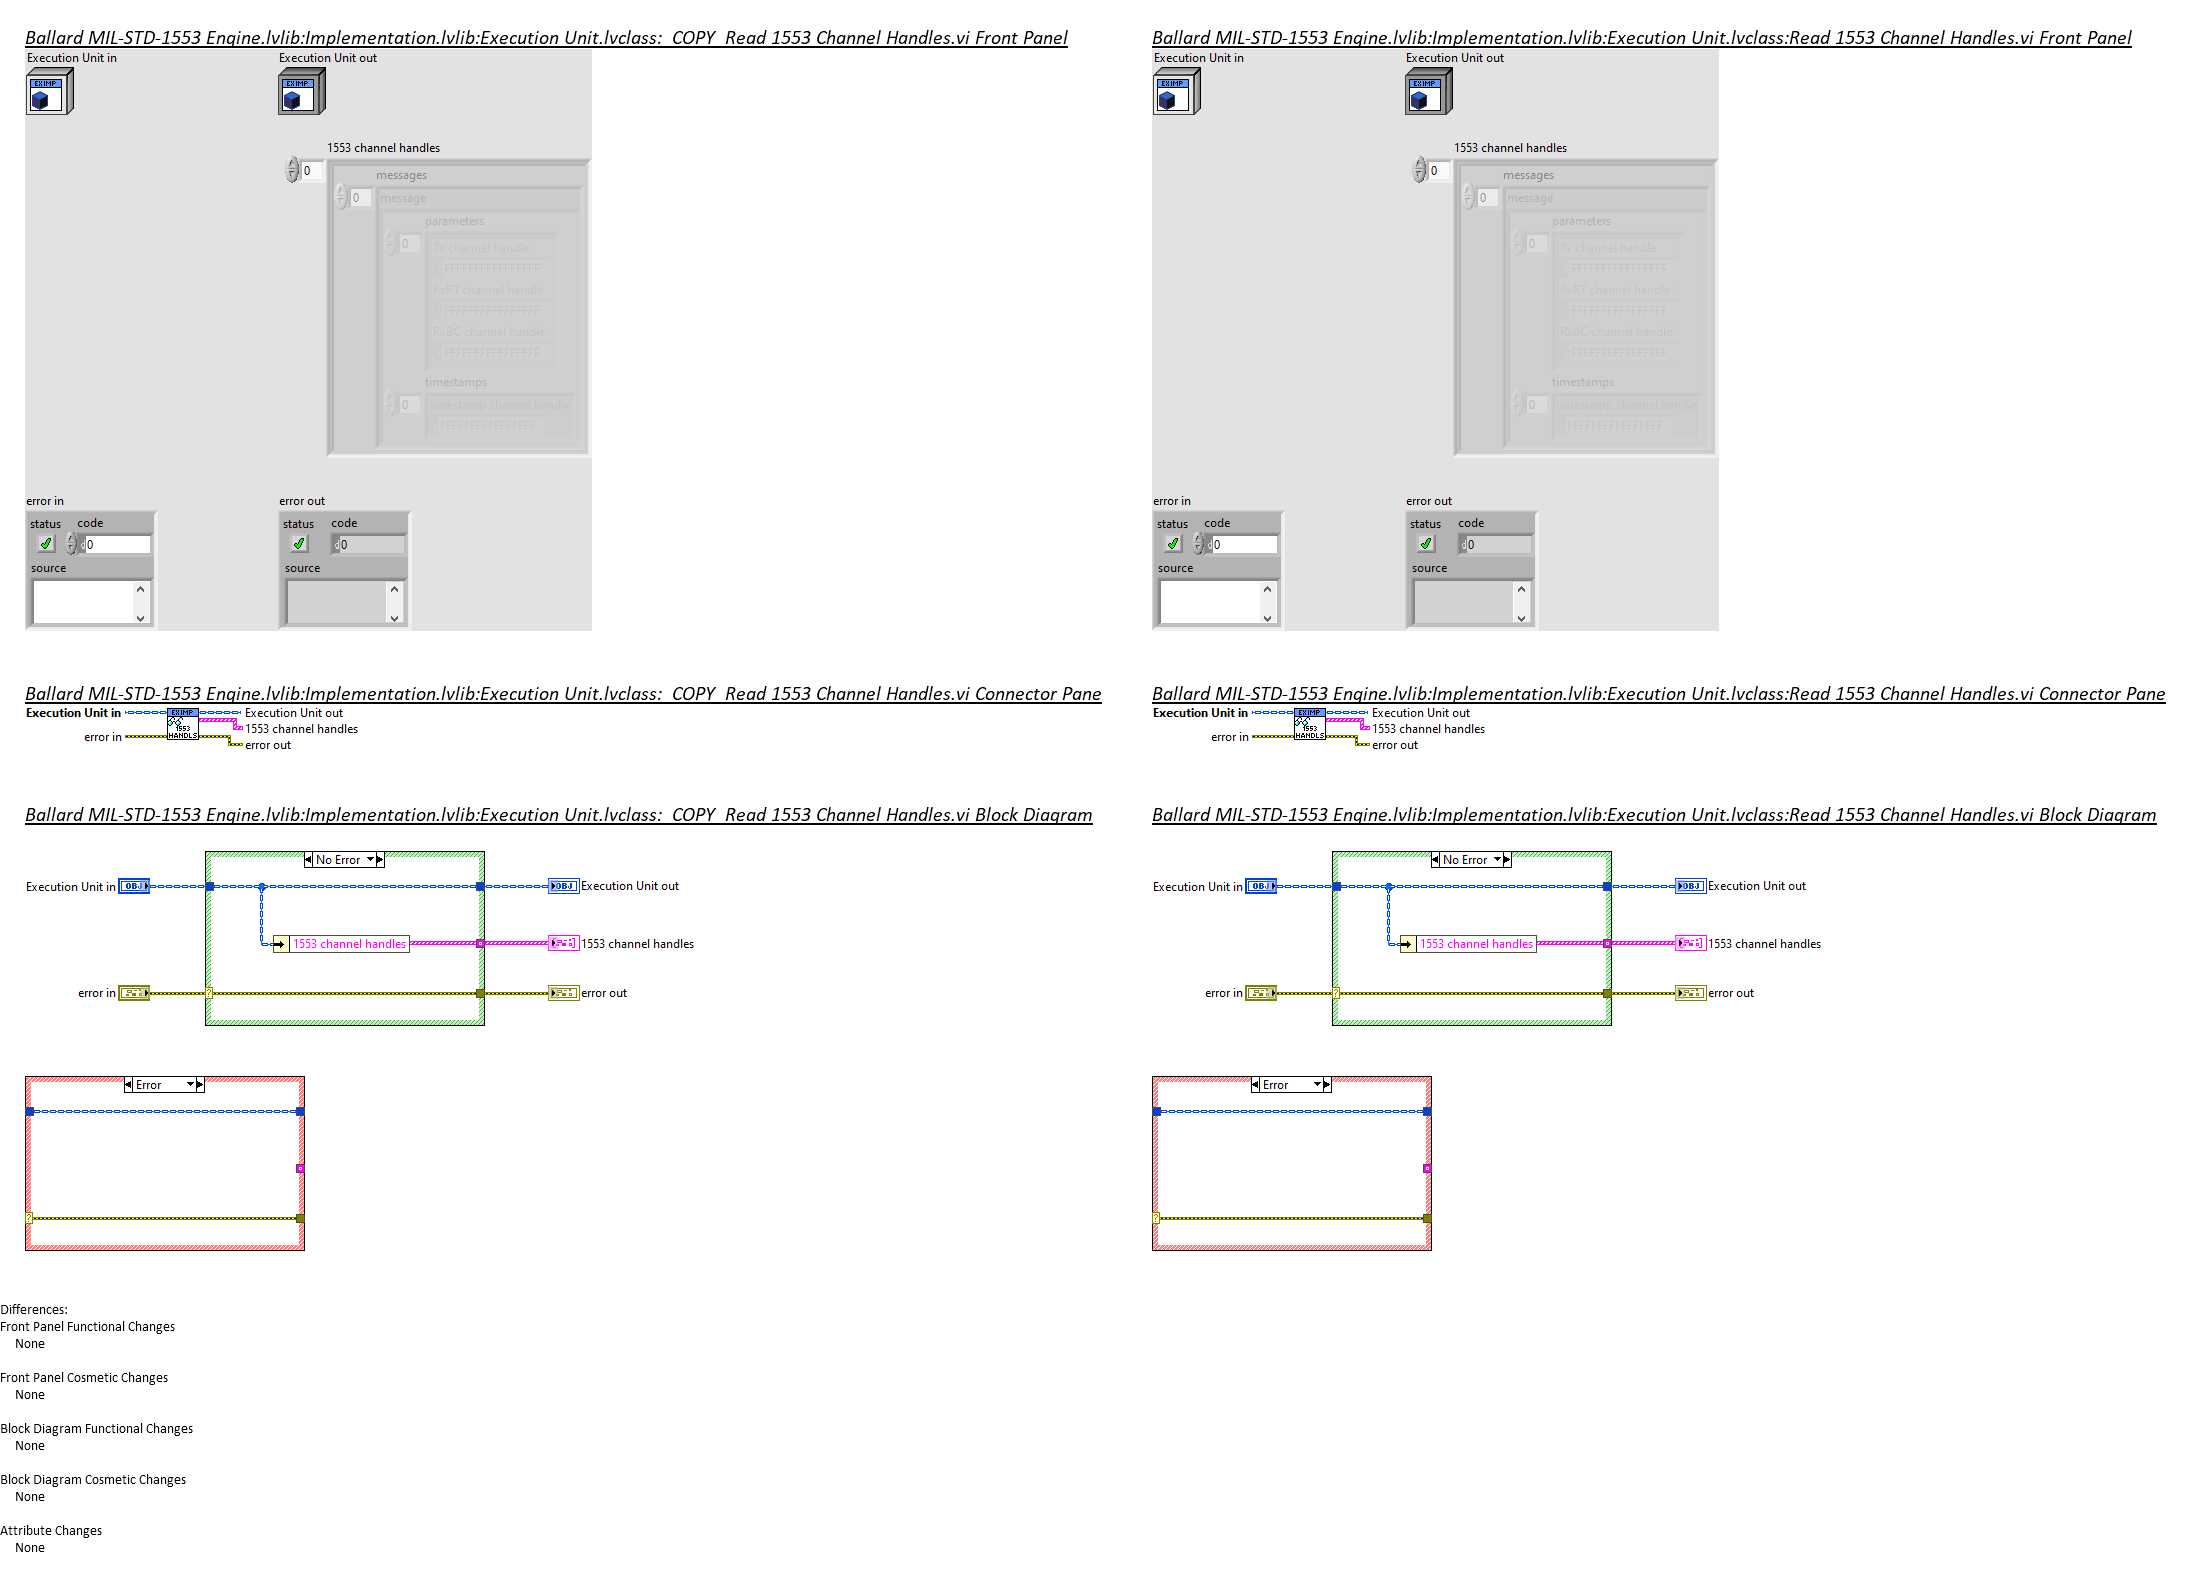 Ballard MIL-STD-1553 Engine.lvlib:Implementation.lvlib:Execution Unit.lvclass:_COPY_Read 1553 Channel Handles.vi Front Panel
Execution Unit in
Execution Unit out
EXIMP
EXIMP
1553 channel handles
0
messages
0
message
parameters
0
Tx channel handle
FFFFFFFFFFFFFFFF
RxRT channel handle
FFFFFFFFFFFFFFFF
RxBC channel handle
FFFFFFFFFFFFFFFF
timestamps
0
timestamp channel handle
FFFFFFFFFFFFFFFF
error in
error out
status code
status code
0
0
source
source
Ballard MIL-STD-1553 Engine.lvlib:Implementation.lvlib:Execution Unit.lvclass:Read 1553 Channel Handles.vi Front Panel
Execution Unit in
Execution Unit out
EXIMP
EXIMP
1553 channel handles
0
messages
0
message
parameters
0
Tx channel handle
FFFFFFFFFFFFFFFF
RxRT channel handle
FFFFFFFFFFFFFFFF
RxBC channel handle
FFFFFFFFFFFFFFFF
timestamps
0
timestamp channel handle
FFFFFFFFFFFFFFFF
error in
error out
status code
status code
0
0
source
source
Ballard MIL-STD-1553 Engine.lvlib:Implementation.lvlib:Execution Unit.lvclass:_COPY_Read 1553 Channel Handles.vi Connector Pane
Execution Unit in
EXIMP
1553
HANDLS
Execution Unit out
1553 channel handles
error in
error out
Ballard MIL-STD-1553 Engine.lvlib:Implementation.lvlib:Execution Unit.lvclass:Read 1553 Channel Handles.vi Connector Pane
Execution Unit in
EXIMP
1553
HANDLS
Execution Unit out
1553 channel handles
error in
error out
Ballard MIL-STD-1553 Engine.lvlib:Implementation.lvlib:Execution Unit.lvclass:_COPY_Read 1553 Channel Handles.vi Block Diagram
No Error
Execution Unit in
OBJ
OBJ
Execution Unit out
1553 channel handles
1553 channel handles
error in
?
error out
Error
?
Ballard MIL-STD-1553 Engine.lvlib:Implementation.lvlib:Execution Unit.lvclass:Read 1553 Channel Handles.vi Block Diagram
No Error
Execution Unit in
OBJ
OBJ
Execution Unit out
1553 channel handles
1553 channel handles
error in
?
error out
Error
?
Differences:
Front Panel Functional Changes
None
Front Panel Cosmetic Changes
None
Block Diagram Functional Changes
None
Block Diagram Cosmetic Changes
None
Attribute Changes
None